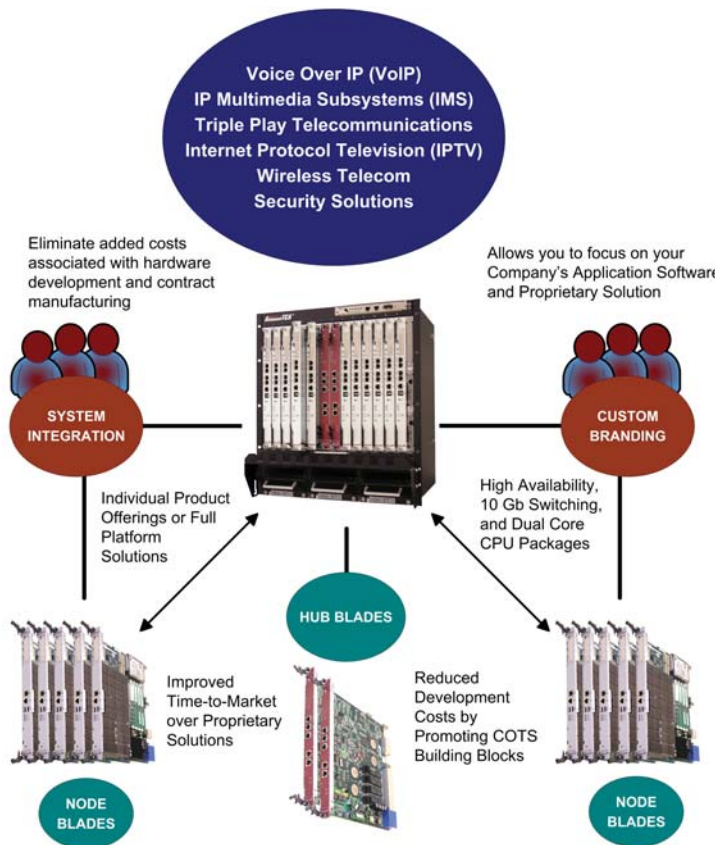 Voice Over IP (VoIP)
IP Multimedia Subsystems (IMS)
Triple Play Telecommunications
Internet Protocol Television (IPTV)
Wireless Telecom
Security Solutions
Eliminate added costs
associated with hardware
development and contract
manufacturing
Allows you to focus on your
Company's Application Software
and Proprietary Solution
SYSTEM
INTEGRATION
CUSTOM
BRANDING
Individual Product
Offerings or Full
Platform
Solutions
High Availability,
10 Gb Switching,
and Dual Core
CPU Packages
HUB BLADES
Improved
Time-to-Market
over Proprietary
Solutions
Reduced
Development
Costs by
Promoting COTS
Building Blocks
NODE
BLADES
NODE
BLADES